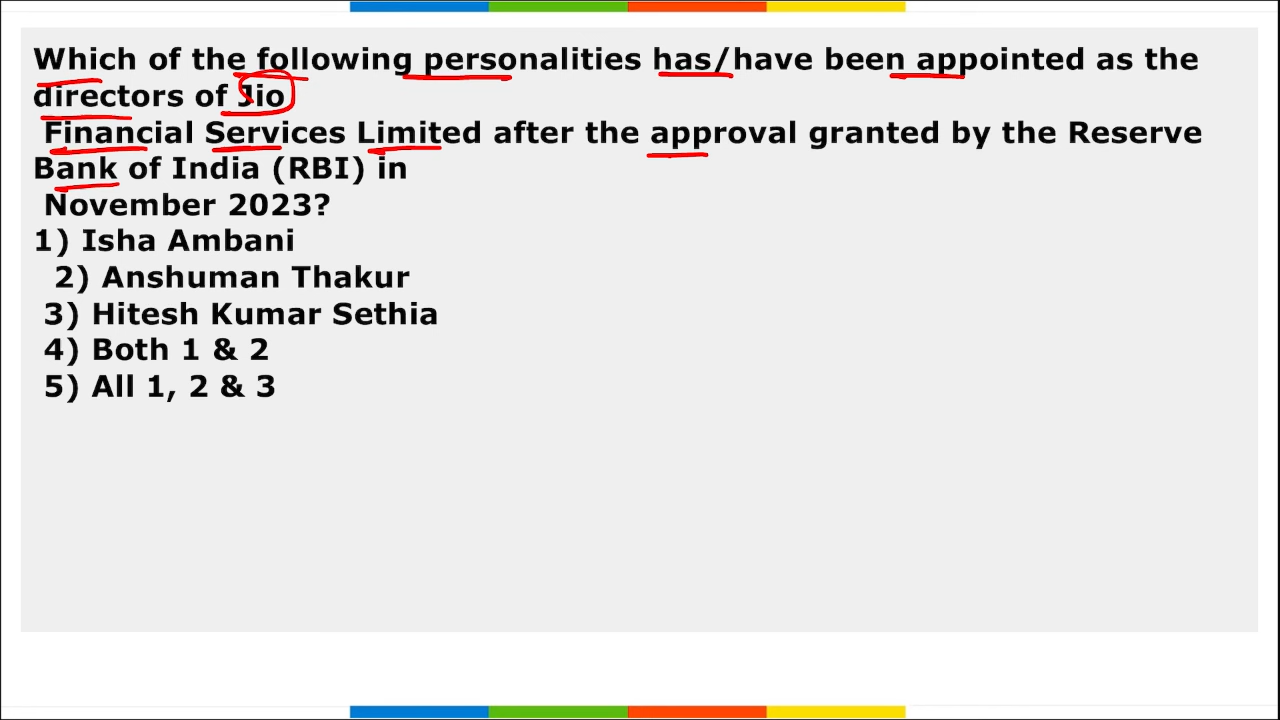 Which of the following personalities has/have been appointed as the
directors of Jio
Financial Services Limited after the approval granted by the Reserve
Bank of India (RBI) in
November 2023?
1) Isha Ambani
2) Anshuman Thakur
3) Hitesh Kumar Sethia
4) Both 1 & 2
5) All 1, 2 & 3